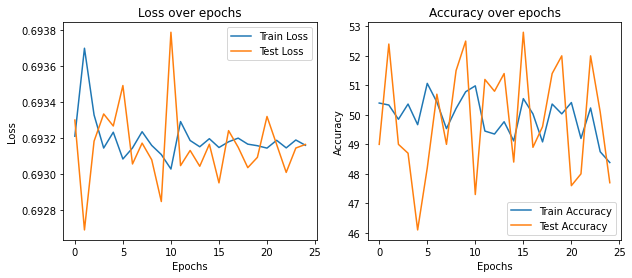 Loss over epochs
Train Loss
Test Loss
0.6938
0.6936
0.6934
0.6932
0.6930
0.6928
Loss
0
5
10
15
20
25
Epochs
Accuracy over epochs
53
52
51
50
49
48
47
46
Accuracy
Train Accuracy
Test Accuracy
0
5
10
15
20
25
Epochs